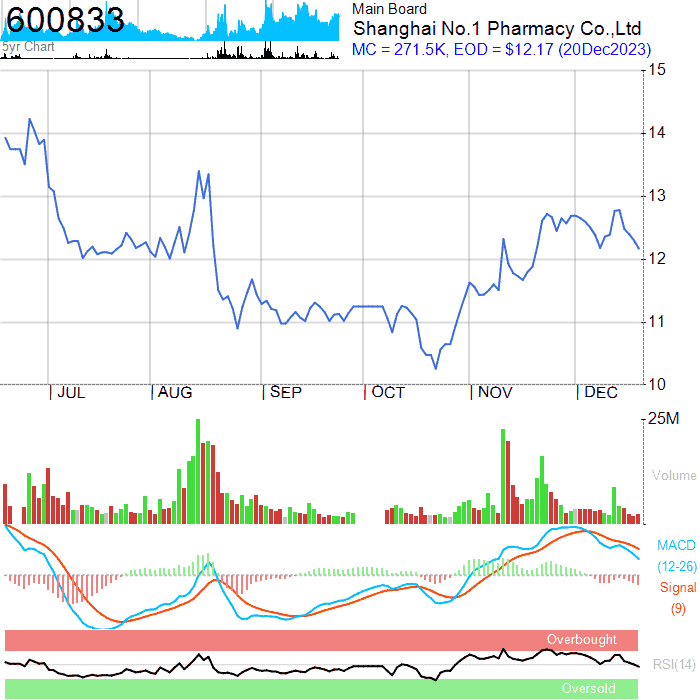 600833
5yr Chart
Main Board
Shanghai No.1 Pharmacy Co.,Ltd
MC = 271.5K, EOD = $12.17 (20Dec2023)
15
14
13
12
11
10
JUL AUG SEP OCT NOV DEC
25M
Volume
MACD
(12-26)
Signal
(9)
Overbought
RSI(14)
Oversold